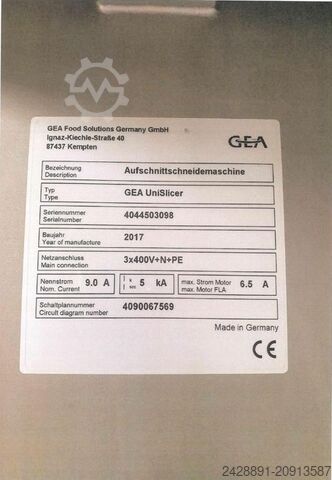 GEA Food Solutions Germany GmbH
Ignaz-Kiechle-Straße 40
87437 Kempten
GEA
Bezeichnung
Description
Aufschnittschneidemaschine
Typ
Type
GEA UniSlicer
Seriennummer
Serialnumber
4044503098
Baujahr
Year of manufacture
2017
Netzanschluss
Main connection
3x400V+N+PE
Nennstrom
Nom. Current
9.0 A
I k
sec
5 kA
max. Strom Motor
max. Motor FLA
6.5 A
Schaltplannummer
Circuit diagram number
4090067569
Made in Germany
CE
2428891-20913587